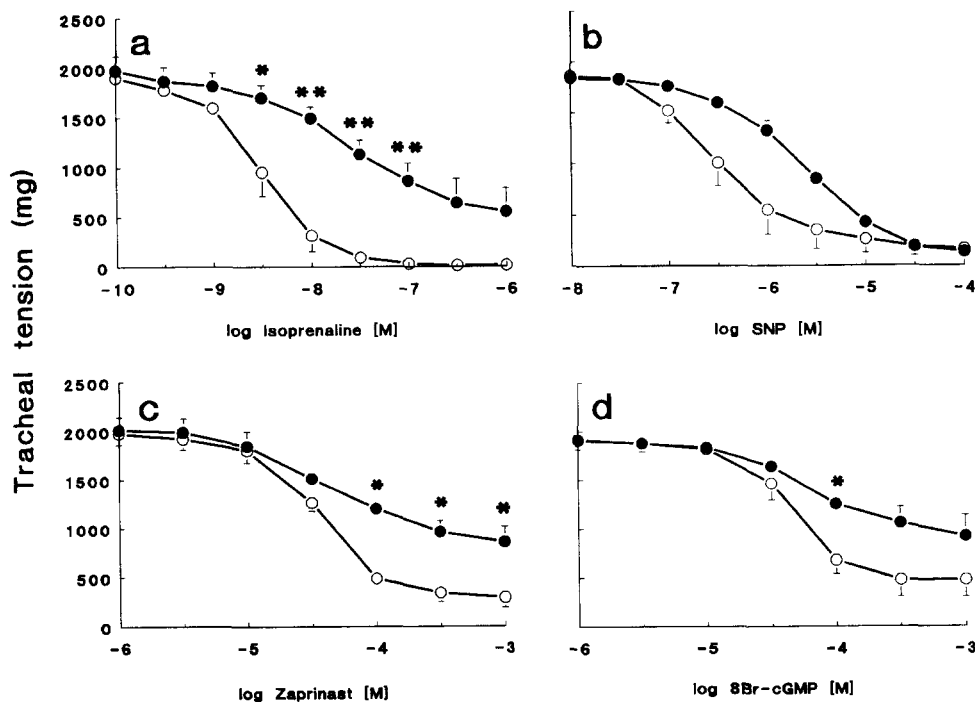 Tracheal tension (mg)
a
2500
2000
1500
1000
500
0
*
**
**
**
-10 -9 -8 -7 -6
log Isoprenaline [M]
b
-8 -7 -6 -5 -4
log SNP [M]
c
2500
2000
1500
1000
500
0
* * *
-6 -5 -4 -3
log Zaprinast [M]
d
*
-6 -5 -4 -3
log 8Br-cGMP [M]